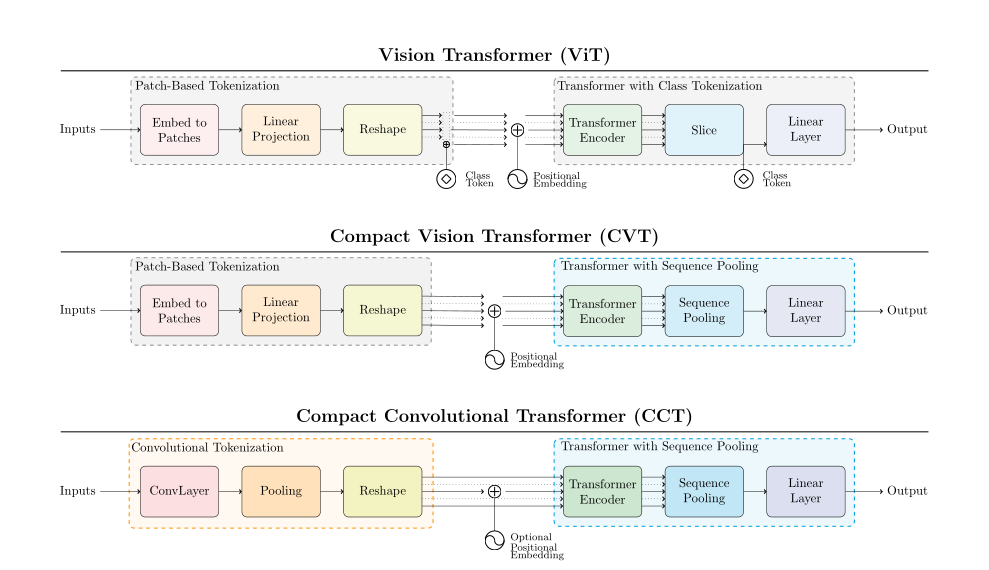 Vision Transformer (ViT)
Patch-Based Tokenization
Transformer with Class Tokenization
Inputs
Embed to
Patches
Linear
Projection
Reshape
Transformer
Encoder
Slice
Linear
Layer
Output
Class
Token
Positional
Embedding
Class
Token
Compact Vision Transformer (CVT)
Patch-Based Tokenization
Transformer with Sequence Pooling
Inputs
Embed to
Patches
Linear
Projection
Reshape
Transformer
Encoder
Sequence
Pooling
Linear
Layer
Output
Positional
Embedding
Compact Convolutional Transformer (CCT)
Convolutional Tokenization
Transformer with Sequence Pooling
Inputs
ConvLayer
Pooling
Reshape
Transformer
Encoder
Sequence
Pooling
Linear
Layer
Output
Optional
Positional
Embedding